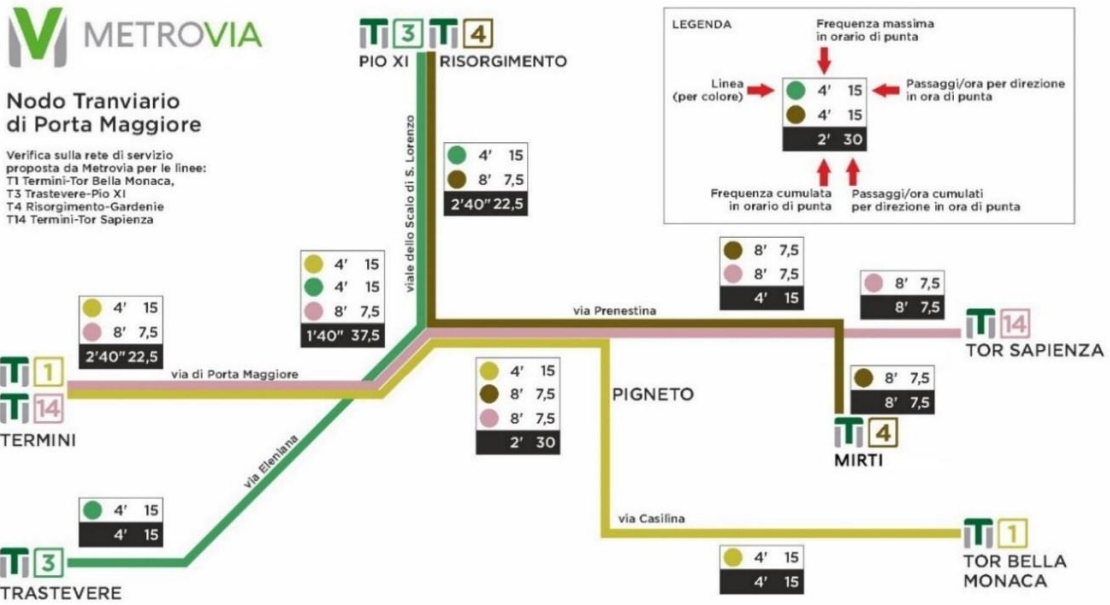 METROVIA
Nodo Tranviario
di Porta Maggiore
Verifica sulla rete di servizio
proposta da Metrovia per le linee:
T1 Termini-Tor Bella Monaca,
T3 Trastevere-Pio XI
T4 Risorgimento-Gardenie
T14 Termini-Tor Sapienza
T 3 T 4
PIO XI RISORGIMENTO
LEGENDA
Frequenza massima
in orario di punta
Linea
(per colore)
4' 15
4' 15
2' 30
Passaggi/ora per direzione
in ora di punta
Frequenza cumulata
in orario di punta
Passaggi/ora cumulati
per direzione in ora di punta
viale dello Scalo di S. Lorenzo
4' 15
8' 7,5
2'40" 22,5
4' 15
4' 15
8' 7,5
1'40" 37,5
8' 7,5
8' 7,5
4' 15
8' 7,5
8' 7,5
4' 15
8' 7,5
2'40" 22,5
via Prenestina
T 14
TOR SAPIENZA
T 1
T 14
TERMINI
via di Porta Maggiore
4' 15
8' 7,5
8' 7,5
2' 30
PIGNETO
8' 7,5
8' 7,5
T 4
MIRTI
via Eleniana
4' 15
4' 15
T 3
TRASTEVERE
via Casilina
4' 15
4' 15
T 1
TOR BELLA
MONACA